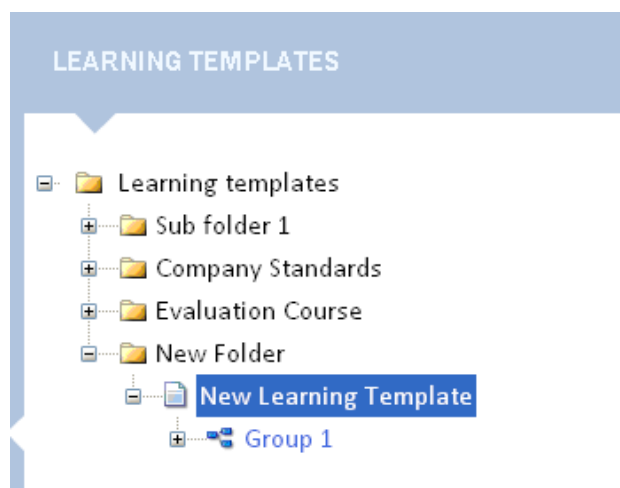 LEARNING TEMPLATES
Learning templates
Sub folder 1
Company Standards
Evaluation Course
New Folder
New Learning Template
Group 1